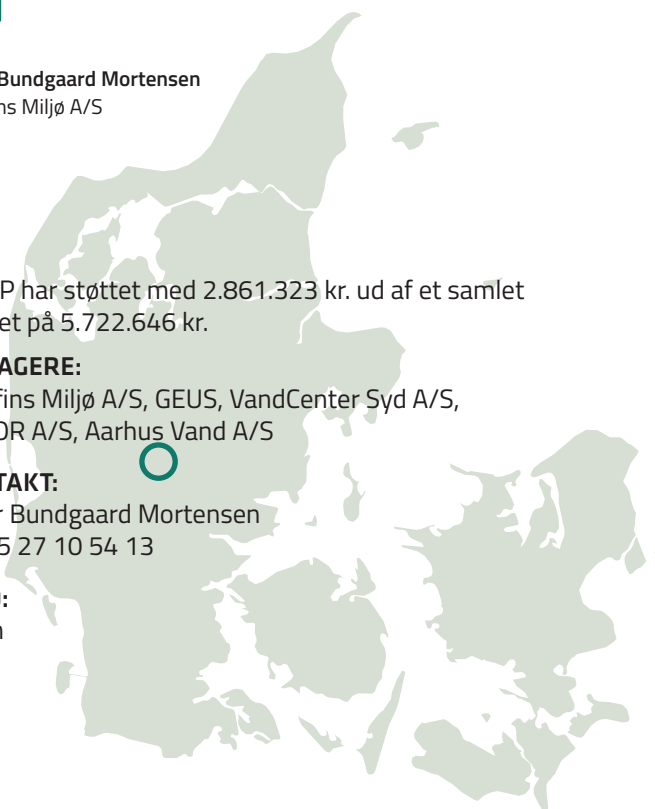 Bundgaard Mortensen
ns Miljø A/S
P har støttet med 2.861.323 kr. ud af et samlet
et på 5.722.646 kr.
AGERE:
fins Miljø A/S, GEUS, VandCenter Syd A/S,
OR A/S, Aarhus Vand A/S
TAKT:
r Bundgaard Mortensen
5 27 10 54 13
: